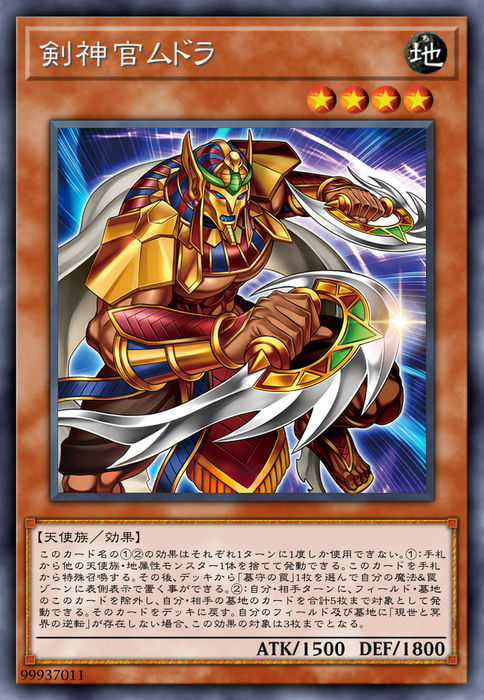 剣神官ムドラ
ち
地
【天使族／効果】
このカード名の①②の効果はそれぞれ1ターンに1度しか使用できない。①：手札
から他の天使族・地属性モンスター1体を捨てて発動できる。このカードを手札
から特殊召喚する。その後、デッキから「墓守の罠」1枚を選んで自分の魔法&罠
ゾーンに表側表示で置く事ができる。②：自分・相手ターンに、フィールド・墓地
のこのカードを除外し、自分・相手の墓地のカードを合計5枚まで対象として発
動できる。そのカードをデッキに戻す。自分のフィールド及び墓地に「現世と冥
界の逆転」が存在しない場合、この効果の対象は3枚までとなる。
ATK/1500 DEF/1800
99937011